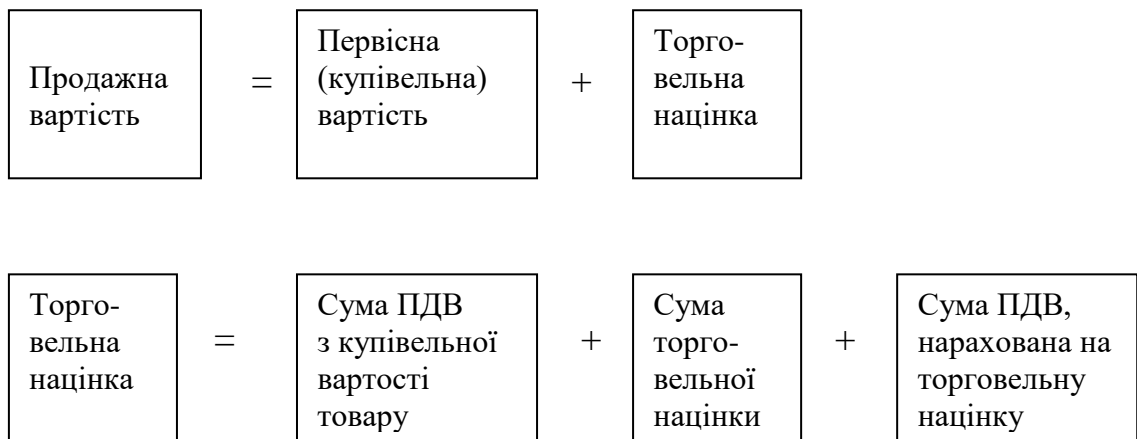 Продажна
вартість
=
Первісна
(купівельна)
вартість
+
Торго-
вельна
націнка
Торго-
вельна
націнка
=
Сума ПДВ
з купівельної
вартості
товару
+
Сума
торго-
вельної
націнки
+
Сума ПДВ,
нарахована на
торговельну
націнку